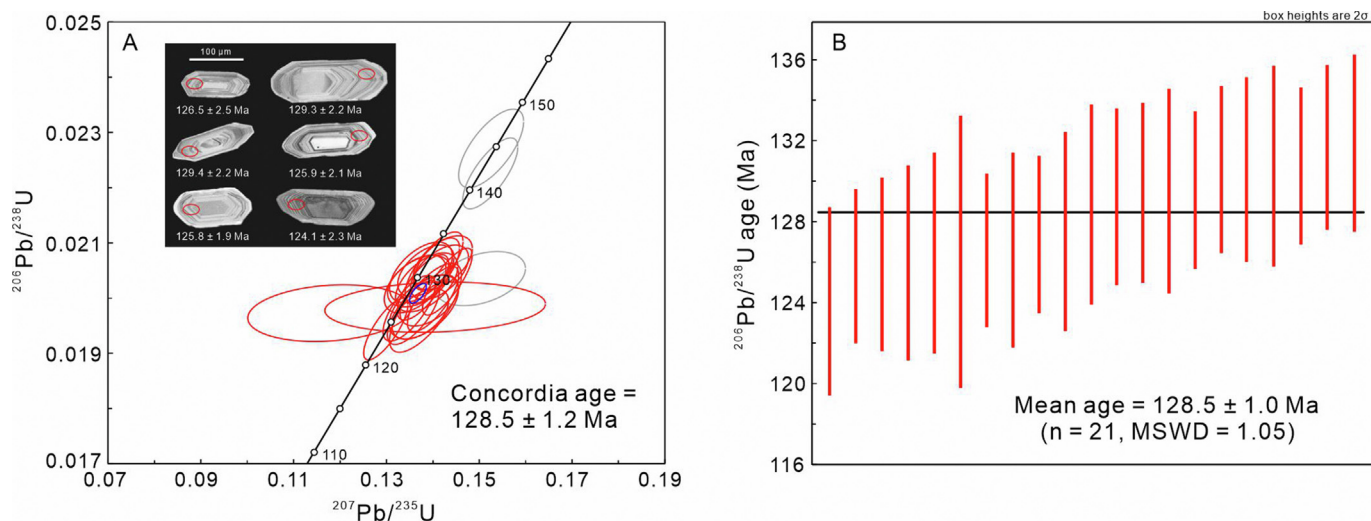 box heights are 2σ
A
0.025
0.023
0.021
0.019
0.017
206Pb/238U
100 μm
126.5 ± 2.5 Ma
129.3 ± 2.2 Ma
129.4 ± 2.2 Ma
125.9 ± 2.1 Ma
125.8 ± 1.9 Ma
124.1 ± 2.3 Ma
150
140
130
120
110
Concordia age =
128.5 ± 1.2 Ma
0.07
0.09
0.11
0.13
0.15
0.17
0.19
207Pb/235U
B
136
132
128
124
120
116
206Pb/238U age (Ma)
Mean age = 128.5 ± 1.0 Ma
(n = 21, MSWD = 1.05)